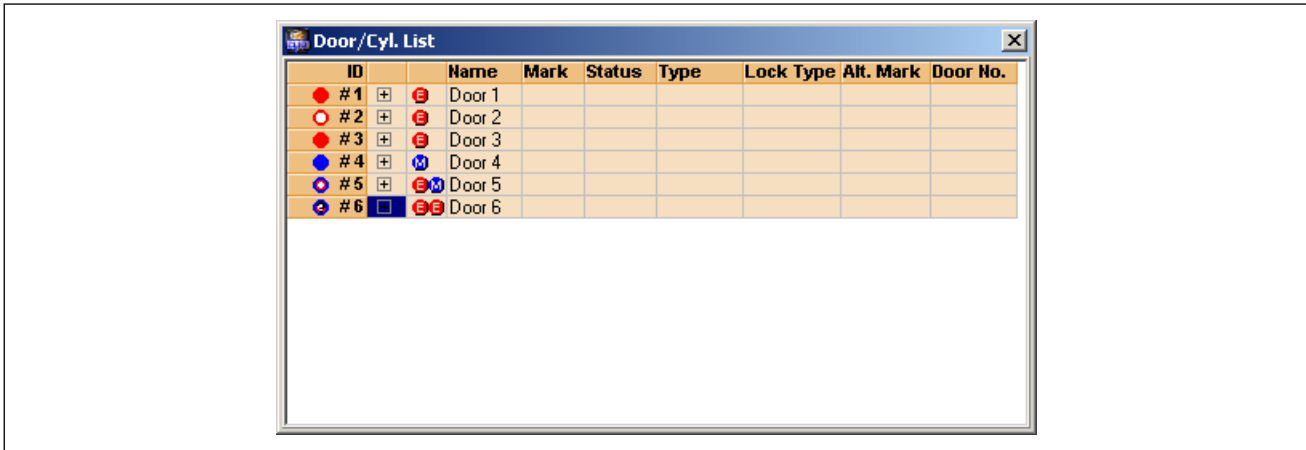 Door/Cyl. List
ID Name Mark Status Type Lock Type Alt. Mark Door No.
#1 E Door 1
#2 E Door 2
#3 E Door 3
#4 M Door 4
#5 E M Door 5
#6 E E Door 6